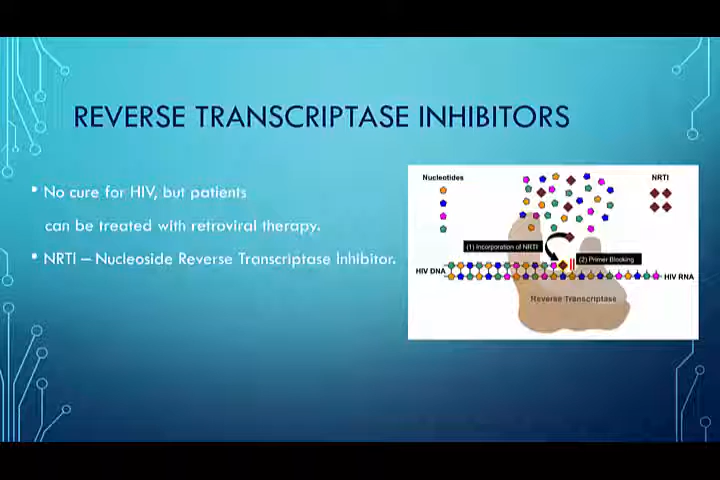 REVERSE TRANSCRIPTASE INHIBITORS
• No cure for HIV, but patients
can be treated with retroviral therapy.
• NRTI – Nucleoside Reverse Transcriptase Inhibitor.
Nucleotides
NRTI
(1) Incorporation of NRTI
(2) Primer Blocking
HIV DNA
HIV RNA
Reverse Transcriptase